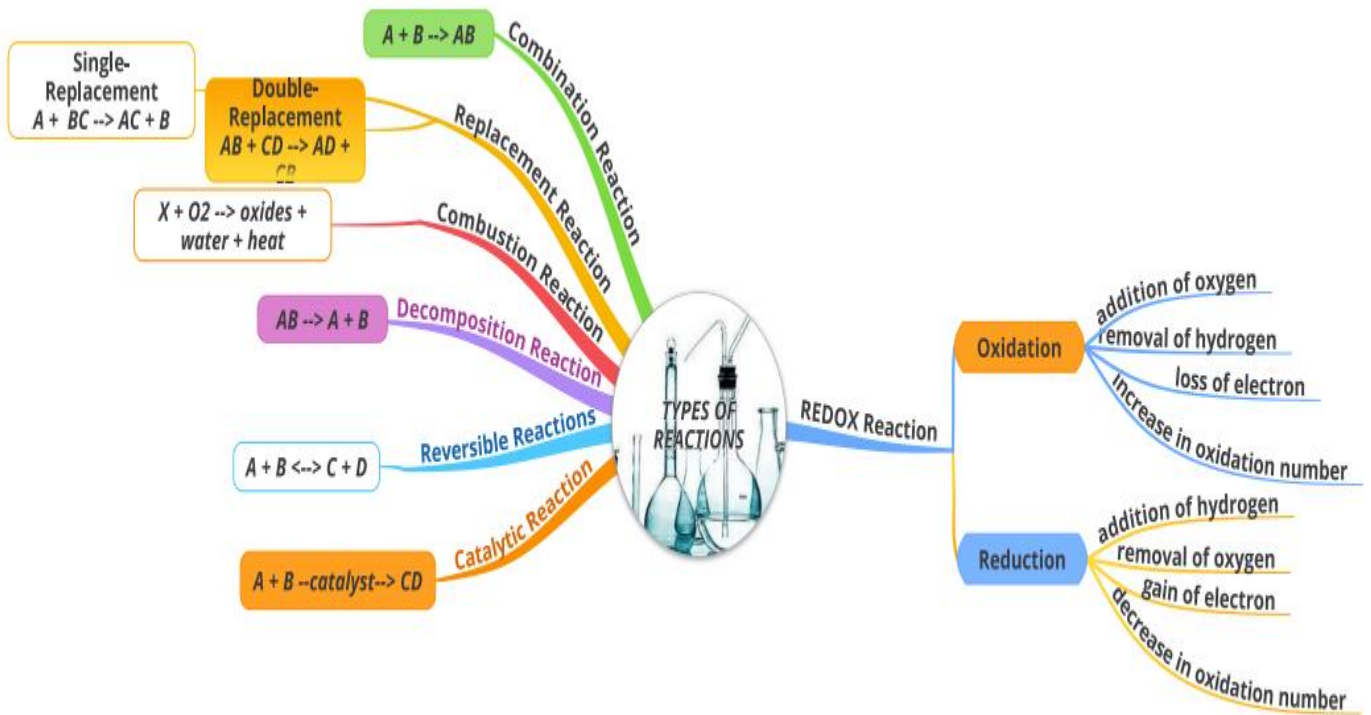 A + B --> AB
Combination Reaction
Single-
Replacement
A + BC --> AC + B
Double-
Replacement
AB + CD --> AD +
Replacement Reaction
X + O2 --> oxides +
water + heat
Combustion Reaction
AB --> A + B
Decomposition Reaction
A + B <--> C + D
Reversible Reactions
A + B --catalyst--> CD
Catalytic Reaction
TYPES OF
REACTIONS
REDOX Reaction
Oxidation
addition of oxygen
removal of hydrogen
loss of electron
increase in oxidation number
Reduction
addition of hydrogen
removal of oxygen
gain of electron
decrease in oxidation number